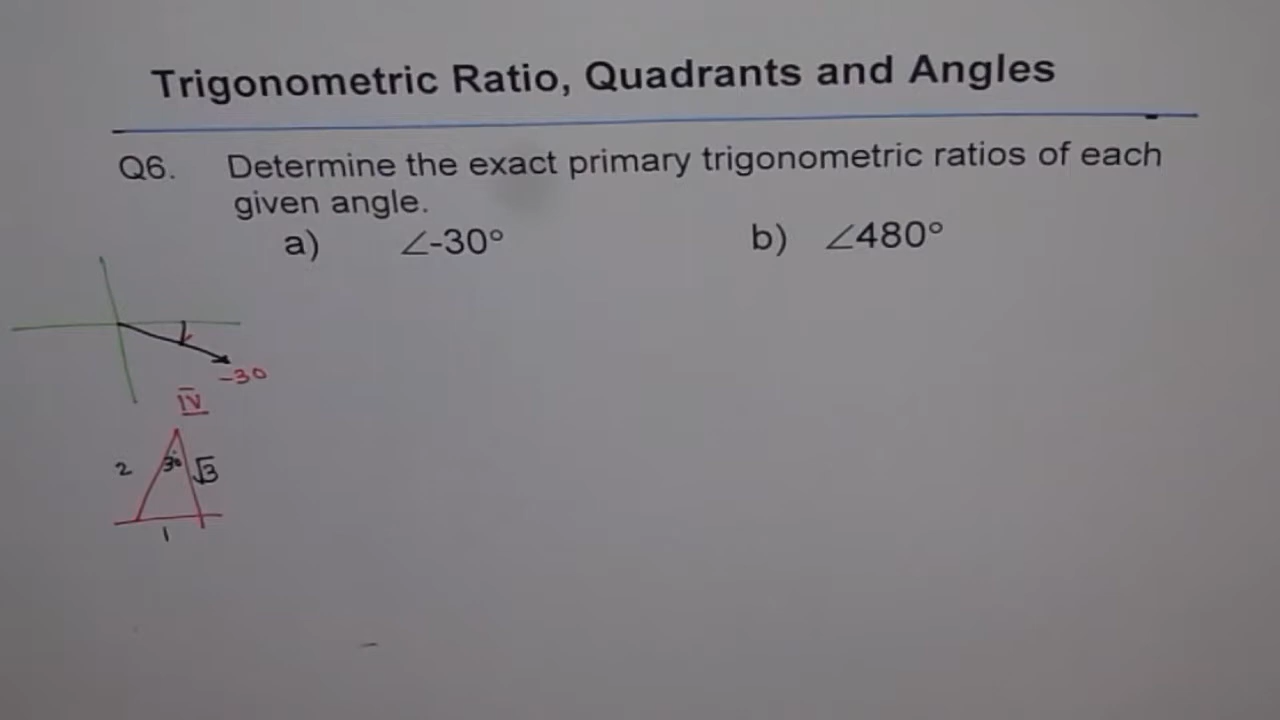 Trigonometric Ratio, Quadrants and Angles
Q6. Determine the exact primary trigonometric ratios of each
given angle.
a) ∠-30° b) ∠480°
-30
IV
2 30° √3
1